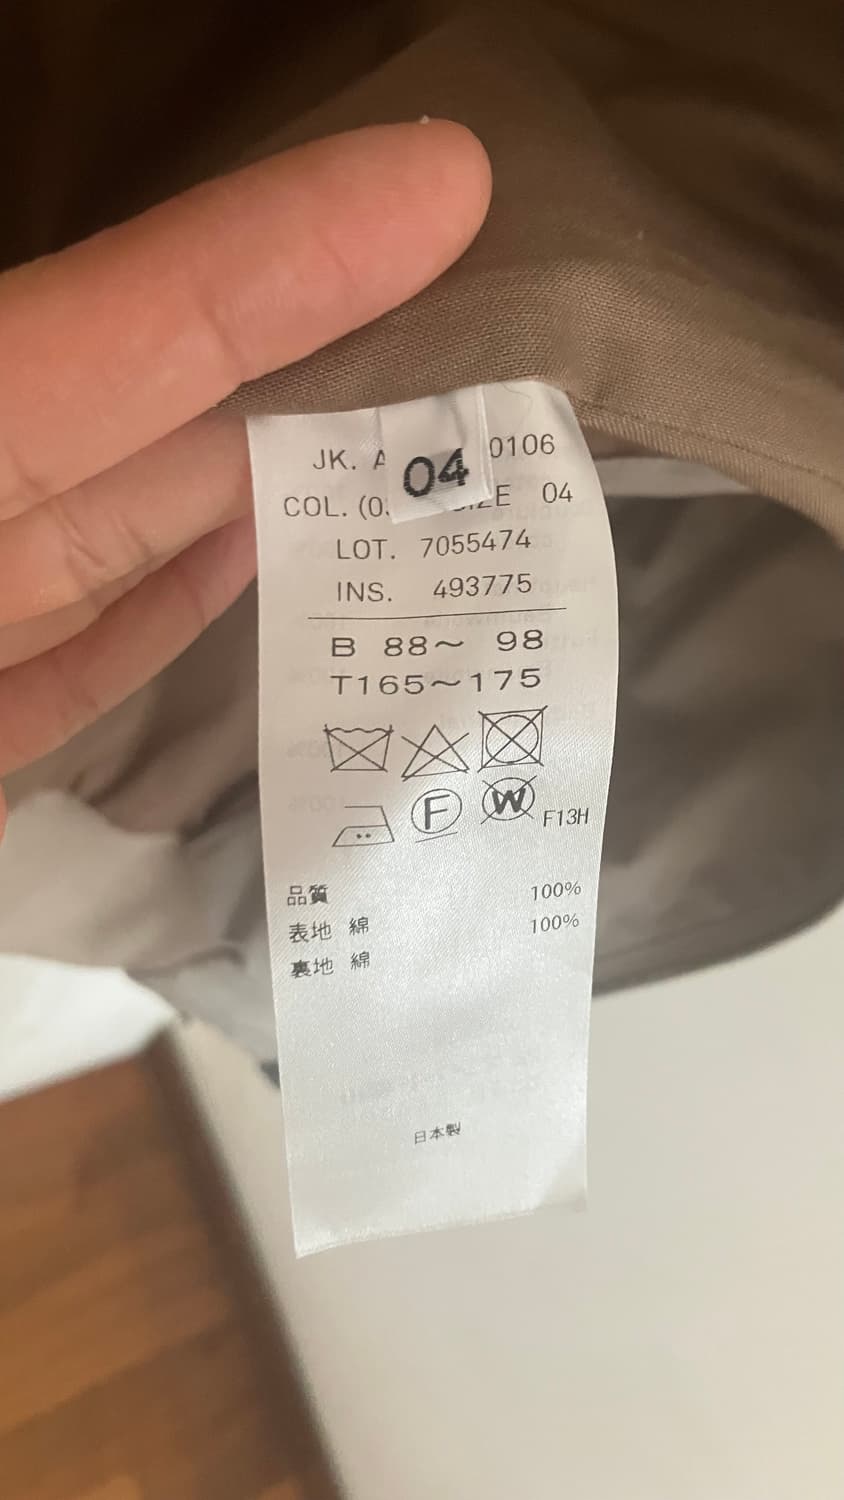 JK. A 0106
04
COL. (0 E 04
LOT. 7055474
INS. 493775
B 88～ 98
T165～175
F
W
F13H
品質 100%
表地 綿 100%
裏地 綿
日本製